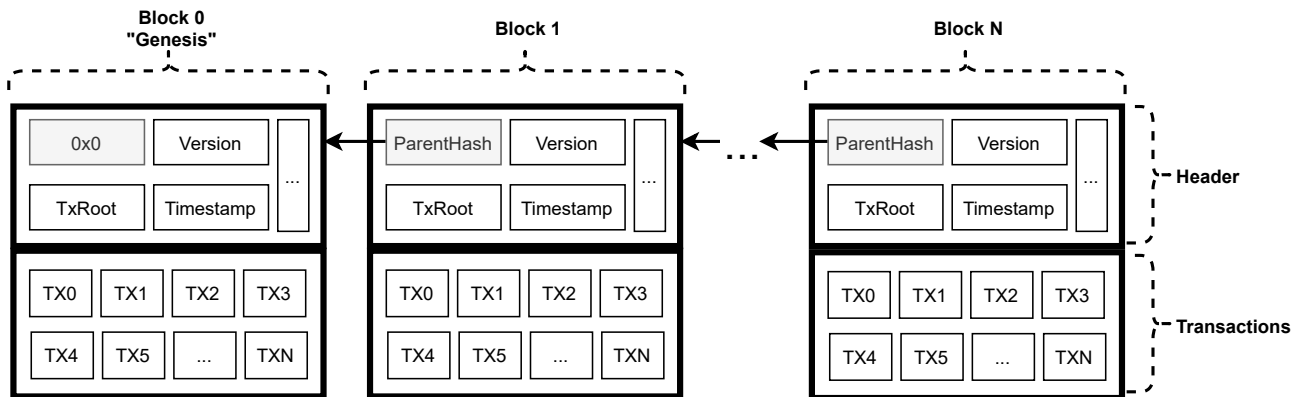 Block 0
"Genesis"
Block 1
Block N
0x0 Version
...
TxRoot Timestamp
ParentHash Version
...
TxRoot Timestamp
...
ParentHash Version
...
TxRoot Timestamp
Header
TX0 TX1 TX2 TX3
TX4 TX5 ... TXN
TX0 TX1 TX2 TX3
TX4 TX5 ... TXN
TX0 TX1 TX2 TX3
TX4 TX5 ... TXN
Transactions